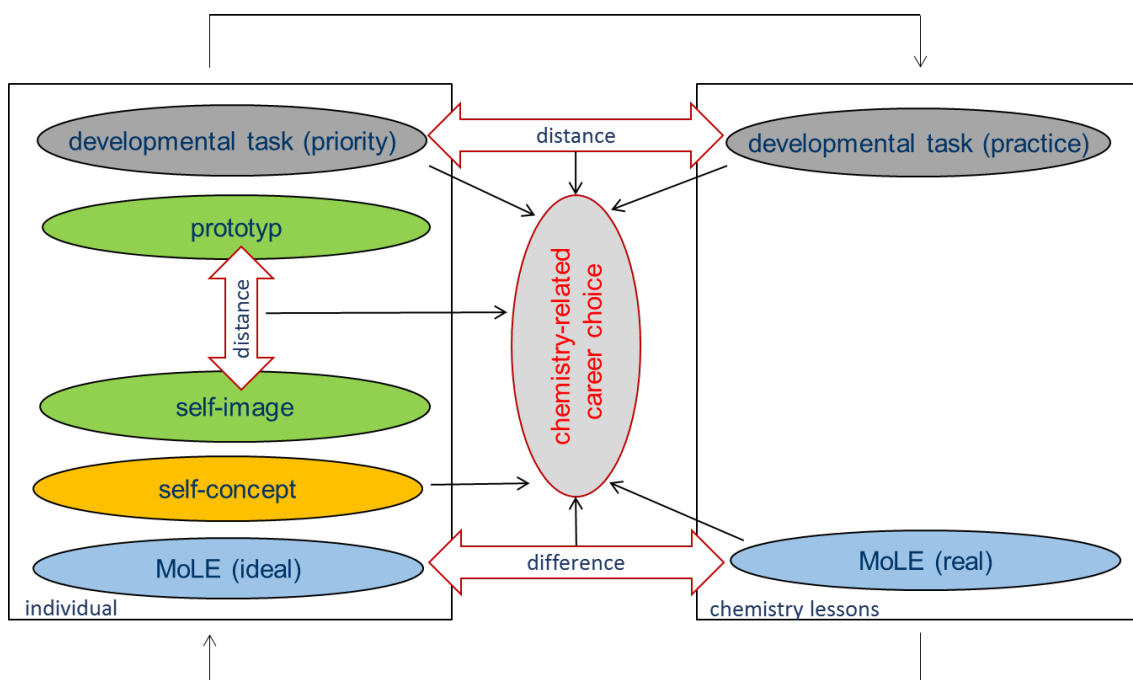 developmental task (priority)
distance
developmental task (practice)
prototyp
distance
chemistry-related
career choice
self-image
self-concept
MoLE (ideal)
difference
MoLE (real)
individual
chemistry lessons